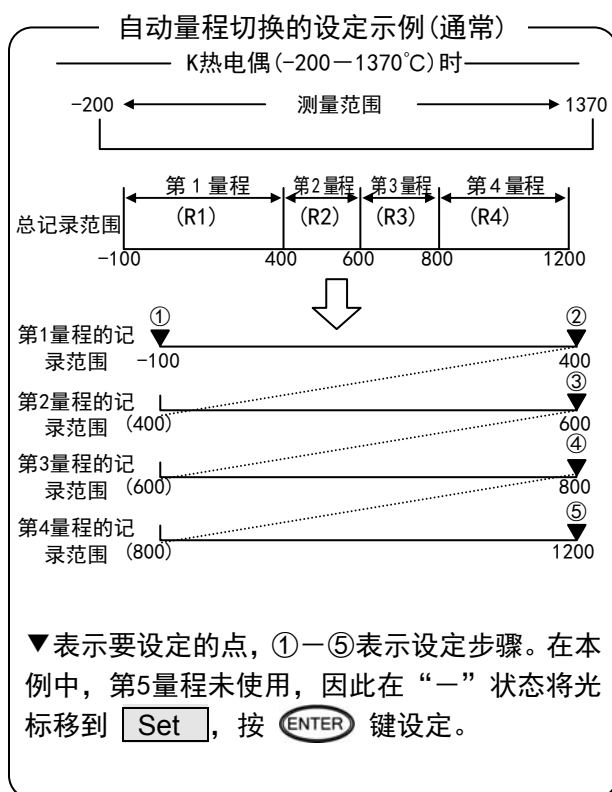 自动量程切换的设定示例(通常)
K热电偶(-200－1370℃)时
-200 测量范围 1370
第1量程 第2量程 第3量程 第4量程
(R1) (R2) (R3) (R4)
总记录范围
-100 400 600 800 1200
① ②
第1量程的记
录范围 -100 400
③
第2量程的记
录范围 (400) 600
④
第3量程的记
录范围 (600) 800
⑤
第4量程的记
录范围 (800) 1200
▼表示要设定的点，①－⑤表示设定步骤。在本
例中，第5量程未使用，因此在“－”状态将光
标移到 Set ，按 ENTER 键设定。